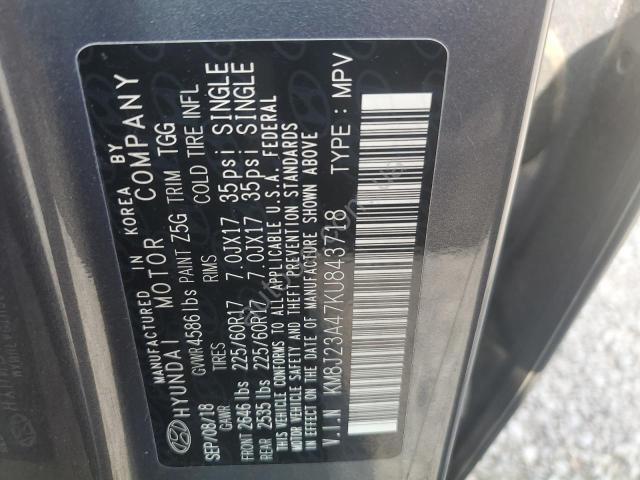 MANUFACTURED IN KOREA BY
HYUNDAI MOTOR COMPANY
SEP/08/18 GVWR 4586 lbs PAINT Z5G TRIM TGG
GAWR TIRES RIMS COLD TIRE INFL
FRONT 2646 lbs 225/60R17 7.0JX17 35psi SINGLE
REAR 2535 lbs 225/60R17 7.0JX17 35psi SINGLE
THIS VEHICLE CONFORMS TO ALL APPLICABLE U.S.A. FEDERAL
MOTOR VEHICLE SAFETY AND THEFT PREVENTION STANDARDS
IN EFFECT ON THE DATE OF MANUFACTURE SHOWN ABOVE
V.I.N KM8J23A47KU843718 TYPE : MPV